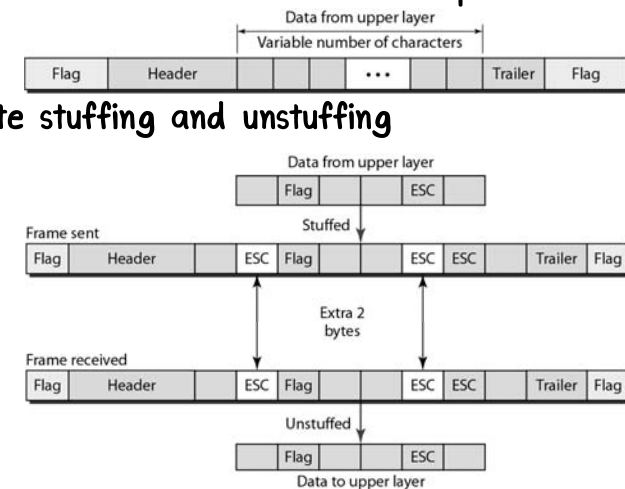 Data from upper layer
Variable number of characters
Flag Header ... Trailer Flag
te stuffing and unstuffing
Data from upper layer
Flag ESC
Stuffed
Frame sent
Flag Header ESC Flag ESC ESC Trailer Flag
Extra 2
bytes
Frame received
Flag Header ESC Flag ESC ESC Trailer Flag
Unstuffed
Flag ESC
Data to upper layer